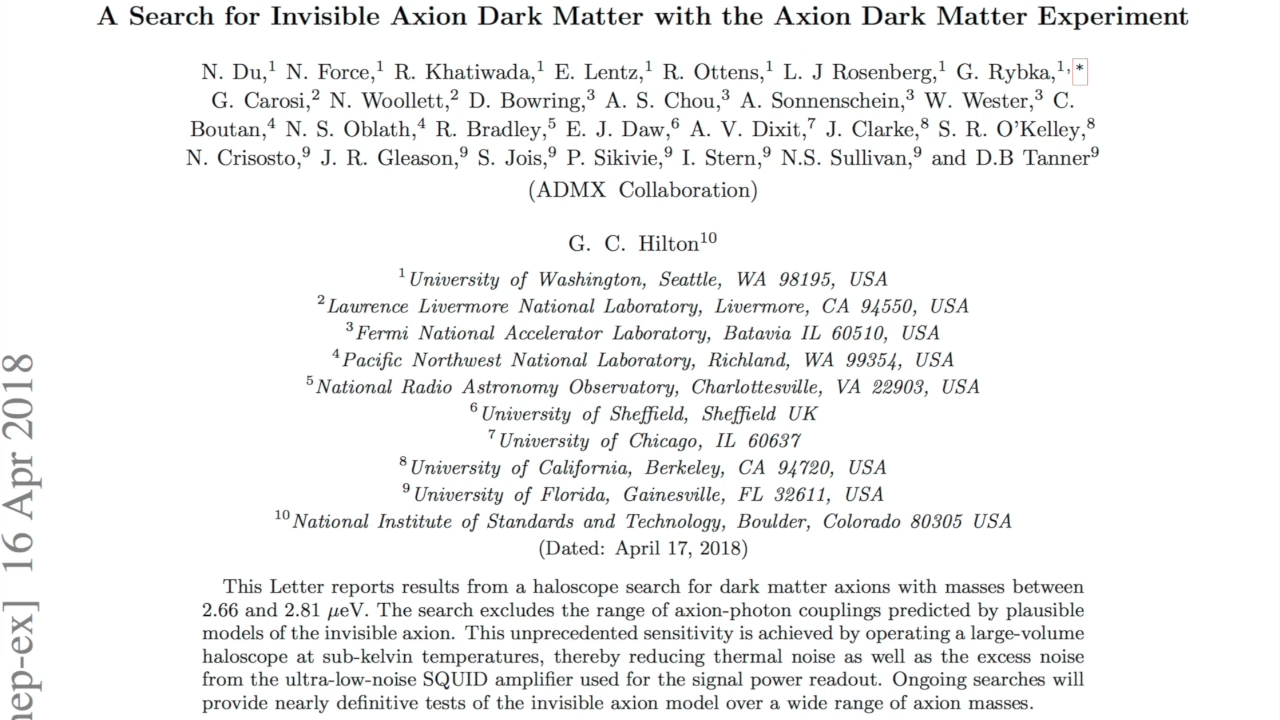 A Search for Invisible Axion Dark Matter with the Axion Dark Matter Experiment
N. Du,¹ N. Force,¹ R. Khatiwada,¹ E. Lentz,¹ R. Ottens,¹ L. J Rosenberg,¹ G. Rybka,¹,*
G. Carosi,² N. Woollett,² D. Bowring,³ A. S. Chou,³ A. Sonnenschein,³ W. Wester,³ C.
Boutan,⁴ N. S. Oblath,⁴ R. Bradley,⁵ E. J. Daw,⁶ A. V. Dixit,⁷ J. Clarke,⁸ S. R. O'Kelley,⁸
N. Crisosto,⁹ J. R. Gleason,⁹ S. Jois,⁹ P. Sikivie,⁹ I. Stern,⁹ N.S. Sullivan,⁹ and D.B Tanner⁹
(ADMX Collaboration)
G. C. Hilton¹⁰
¹University of Washington, Seattle, WA 98195, USA
²Lawrence Livermore National Laboratory, Livermore, CA 94550, USA
³Fermi National Accelerator Laboratory, Batavia IL 60510, USA
⁴Pacific Northwest National Laboratory, Richland, WA 99354, USA
⁵National Radio Astronomy Observatory, Charlottesville, VA 22903, USA
⁶University of Sheffield, Sheffield UK
⁷University of Chicago, IL 60637
⁸University of California, Berkeley, CA 94720, USA
⁹University of Florida, Gainesville, FL 32611, USA
¹⁰National Institute of Standards and Technology, Boulder, Colorado 80305 USA
(Dated: April 17, 2018)
This Letter reports results from a haloscope search for dark matter axions with masses between
2.66 and 2.81 μeV. The search excludes the range of axion-photon couplings predicted by plausible
models of the invisible axion. This unprecedented sensitivity is achieved by operating a large-volume
haloscope at sub-kelvin temperatures, thereby reducing thermal noise as well as the excess noise
from the ultra-low-noise SQUID amplifier used for the signal power readout. Ongoing searches will
provide nearly definitive tests of the invisible axion model over a wide range of axion masses.
ep-ex] 16 Apr 2018